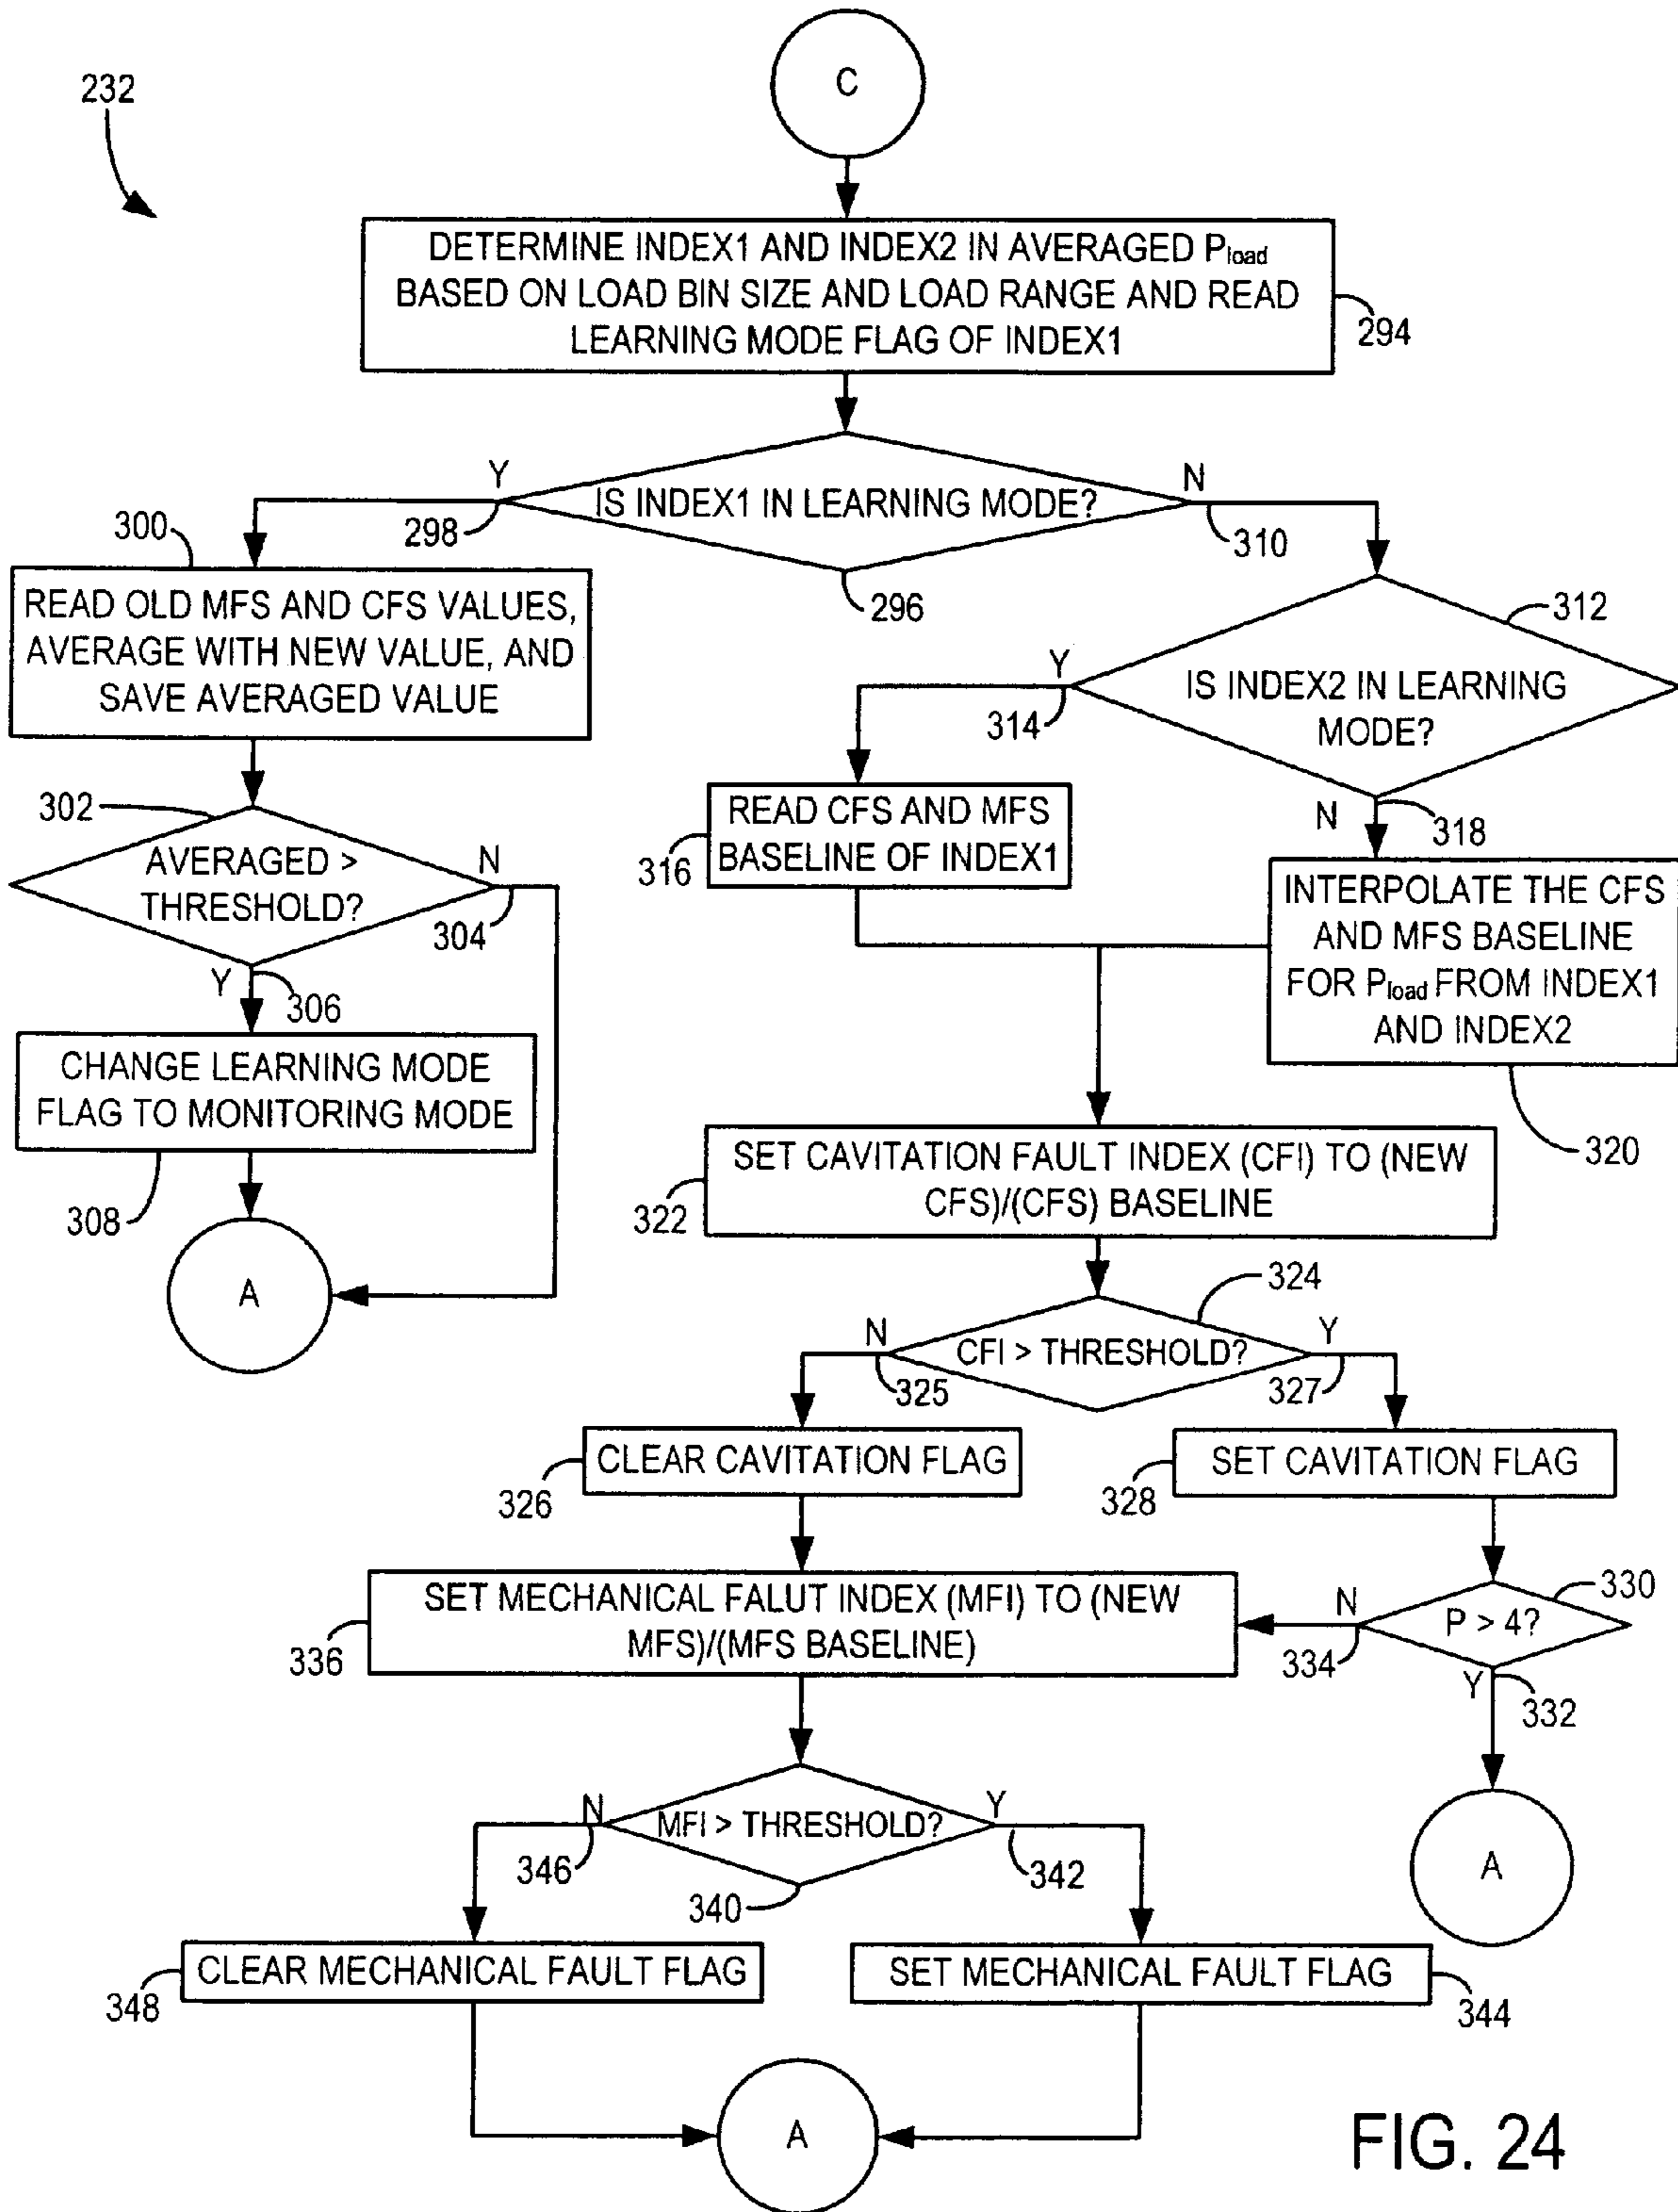 C
232
DETERMINE INDEX1 AND INDEX2 IN AVERAGED Pload
BASED ON LOAD BIN SIZE AND LOAD RANGE AND READ
LEARNING MODE FLAG OF INDEX1
294
Y
IS INDEX1 IN LEARNING MODE?
N
298
310
296
300
READ OLD MFS AND CFS VALUES,
AVERAGE WITH NEW VALUE, AND
SAVE AVERAGED VALUE
312
Y
IS INDEX2 IN LEARNING
MODE?
314
N
318
302
AVERAGED >
THRESHOLD?
N
304
Y
306
READ CFS AND MFS
BASELINE OF INDEX1
316
INTERPOLATE THE CFS
AND MFS BASELINE
FOR Pload FROM INDEX1
AND INDEX2
320
CHANGE LEARNING MODE
FLAG TO MONITORING MODE
308
A
SET CAVITATION FAULT INDEX (CFI) TO (NEW
CFS)/(CFS) BASELINE
322
324
N
CFI > THRESHOLD?
Y
325
327
CLEAR CAVITATION FLAG
326
SET CAVITATION FLAG
328
SET MECHANICAL FALUT INDEX (MFI) TO (NEW
MFS)/(MFS BASELINE)
336
330
N
P > 4?
334
Y
332
A
N
MFI > THRESHOLD?
Y
346
342
340
CLEAR MECHANICAL FAULT FLAG
348
SET MECHANICAL FAULT FLAG
344
A
FIG. 24